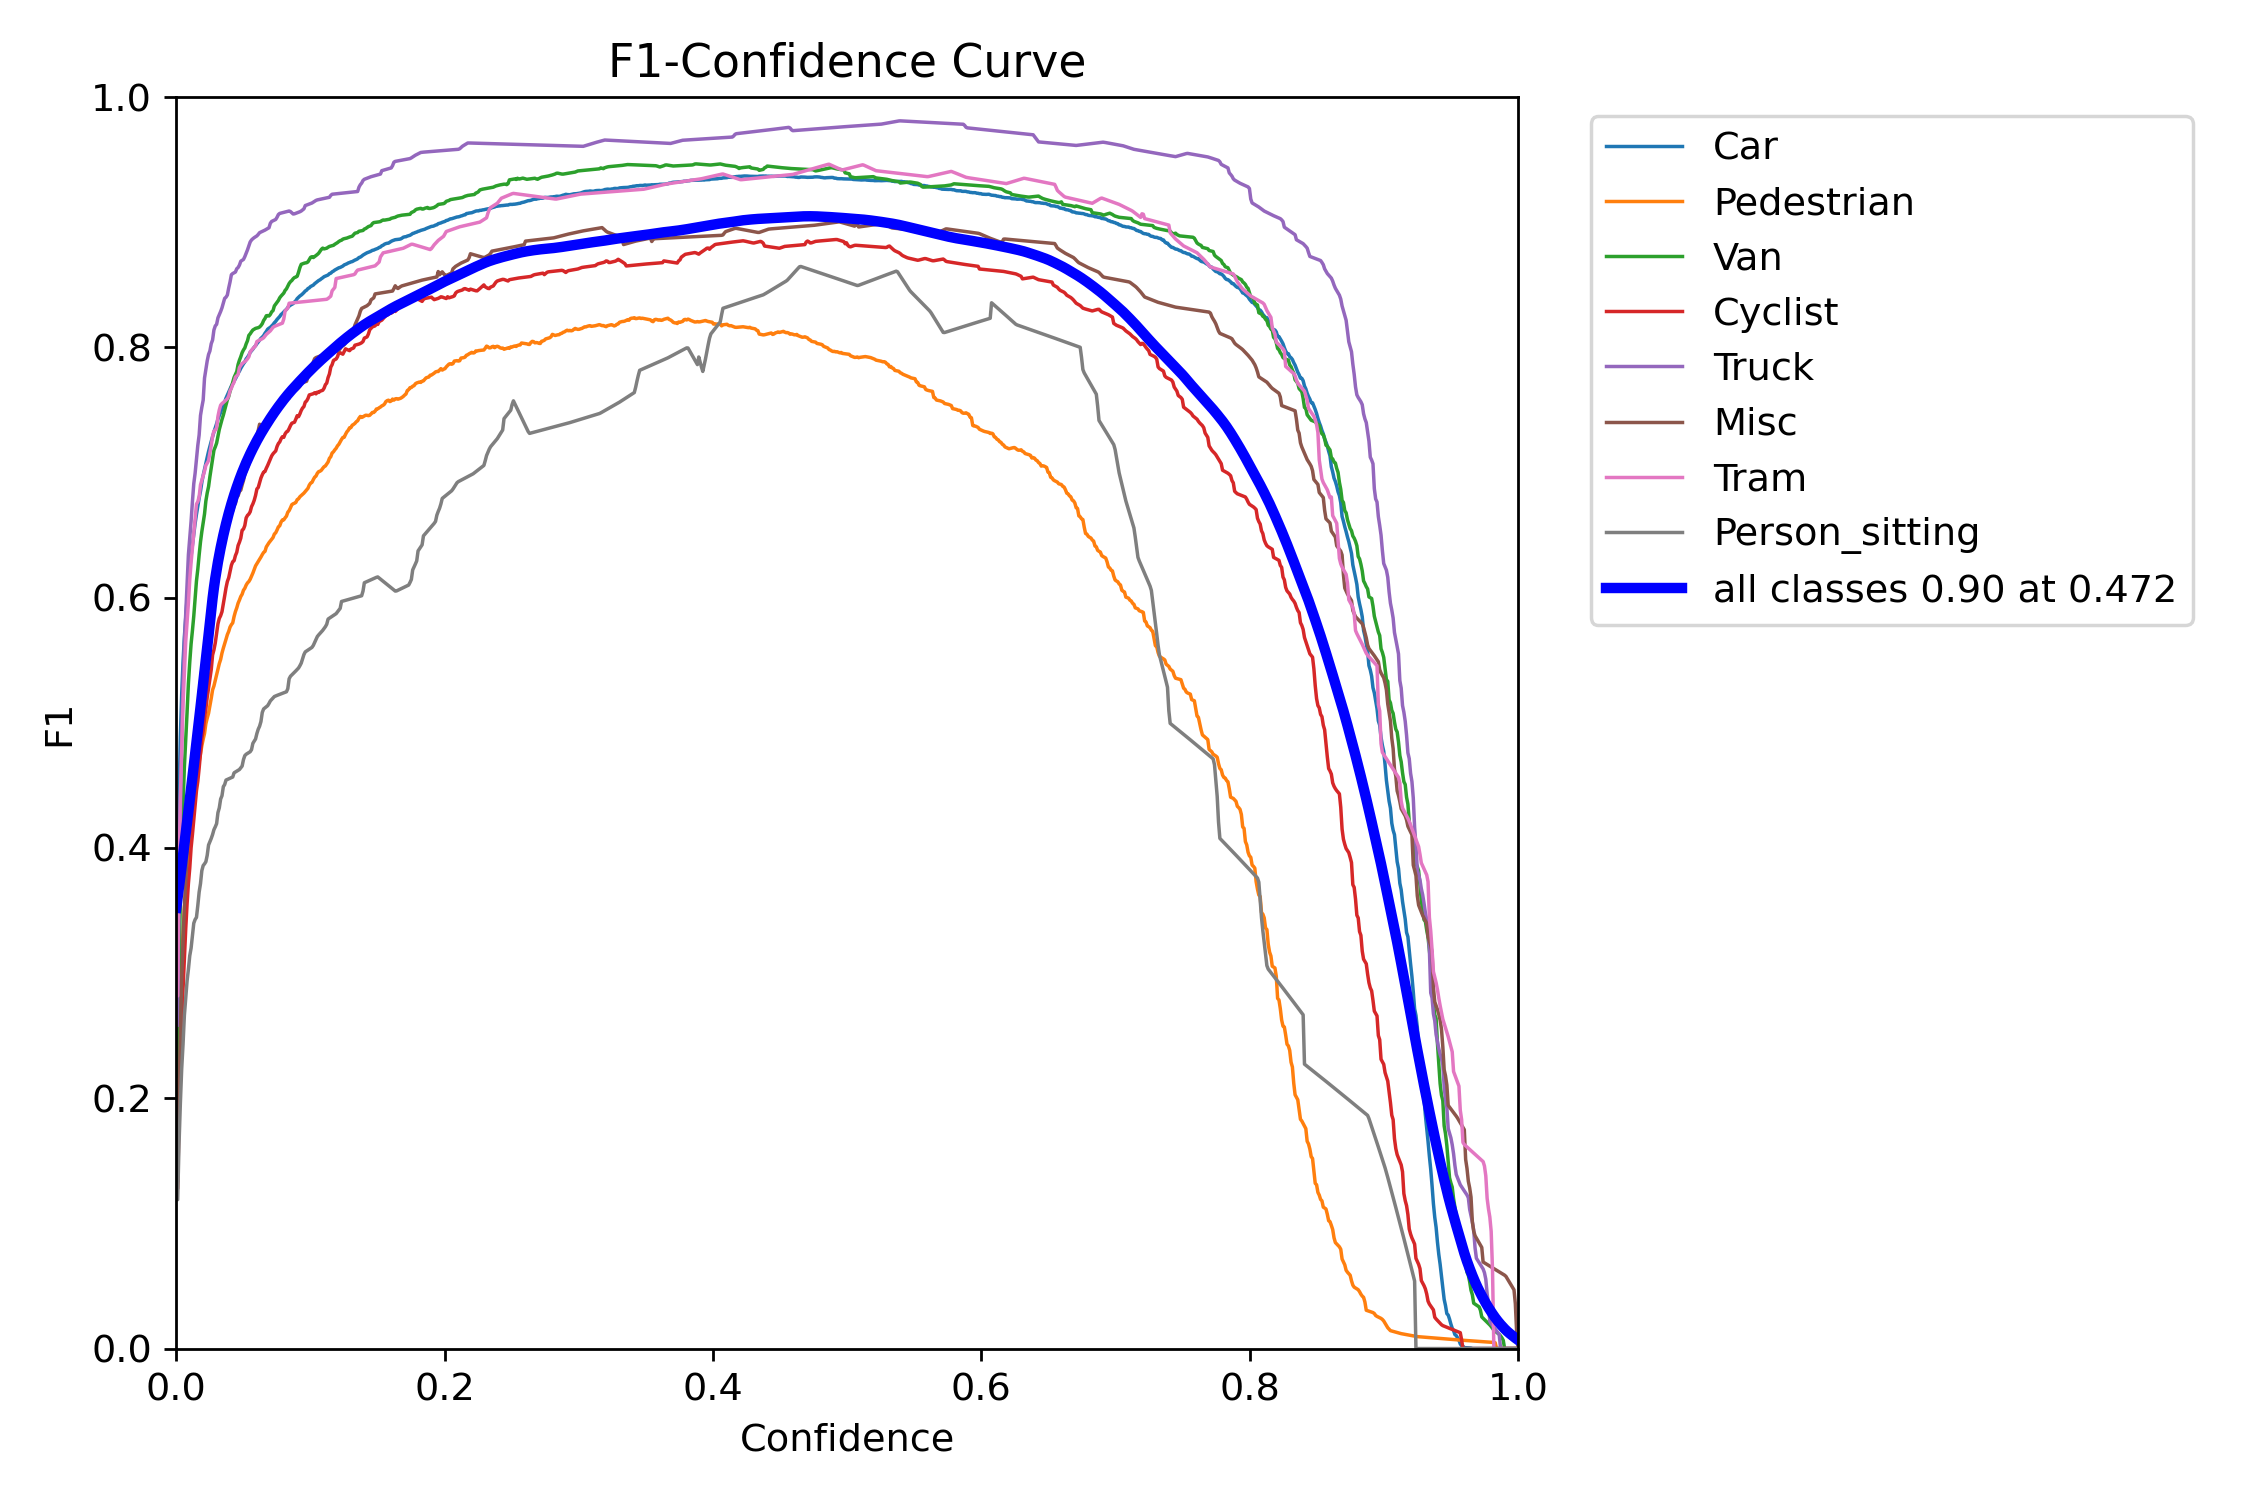 F1-Confidence Curve
1.0
0.8
0.6
0.4
0.2
0.0
F1
0.0 0.2 0.4 0.6 0.8 1.0
Confidence
Car
Pedestrian
Van
Cyclist
Truck
Misc
Tram
Person_sitting
all classes 0.90 at 0.472